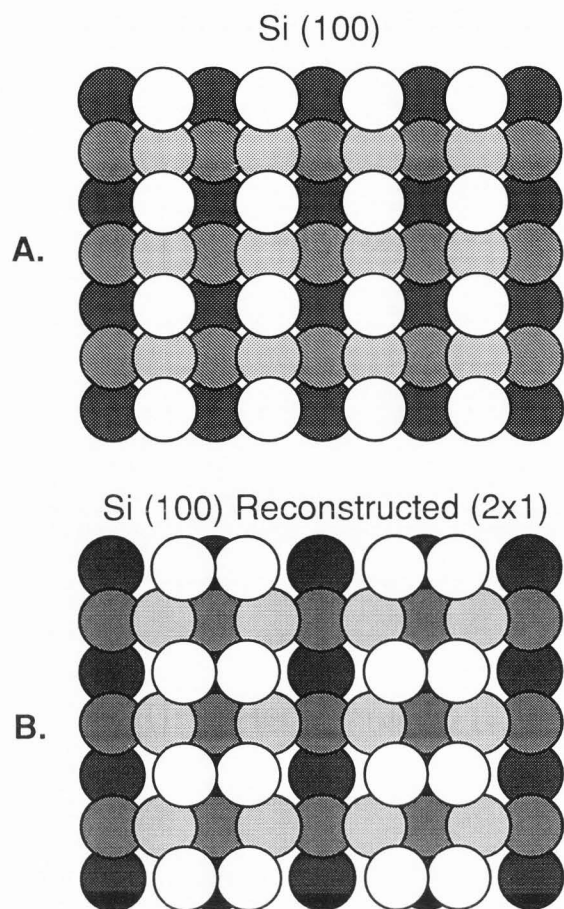 Si (100)
A.
Si (100) Reconstructed (2x1)
B.